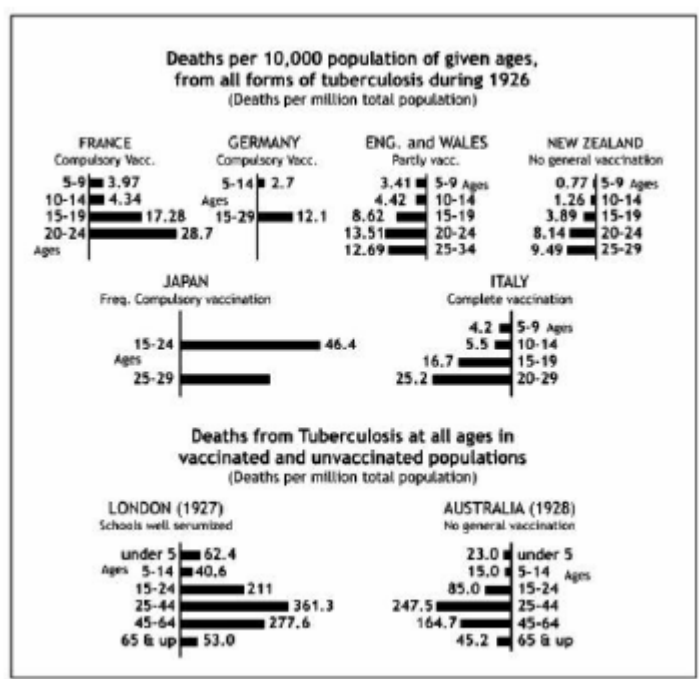 Deaths per 10,000 population of given ages,
from all forms of tuberculosis during 1926
(Deaths per million total population)
FRANCE
Compulsory Vacc.
5-9 3.97
10-14 4.34
15-19 17.28
20-24 28.7
Ages
GERMANY
Compulsory Vacc.
5-14 2.7
Ages
15-29 12.1
ENG. and WALES
Partly vacc.
3.41 5-9 Ages
4.42 10-14
8.62 15-19
13.51 20-24
12.69 25-34
NEW ZEALAND
No general vaccination
0.77 5-9 Ages
1.26 10-14
3.89 15-19
8.14 20-24
9.49 25-29
JAPAN
Freq. Compulsory vaccination
15-24 46.4
Ages
25-29
ITALY
Complete vaccination
4.2 5-9 Ages
5.5 10-14
16.7 15-19
25.2 20-29
Deaths from Tuberculosis at all ages in
vaccinated and unvaccinated populations
(Deaths per million total population)
LONDON (1927)
Schools well serumized
under 5 62.4
Ages 5-14 40.6
15-24 211
25-44 361.3
45-64 277.6
65 & up 53.0
AUSTRALIA (1928)
No general vaccination
23.0 under 5
15.0 5-14 Ages
85.0 15-24
247.5 25-44
164.7 45-64
45.2 65 & up